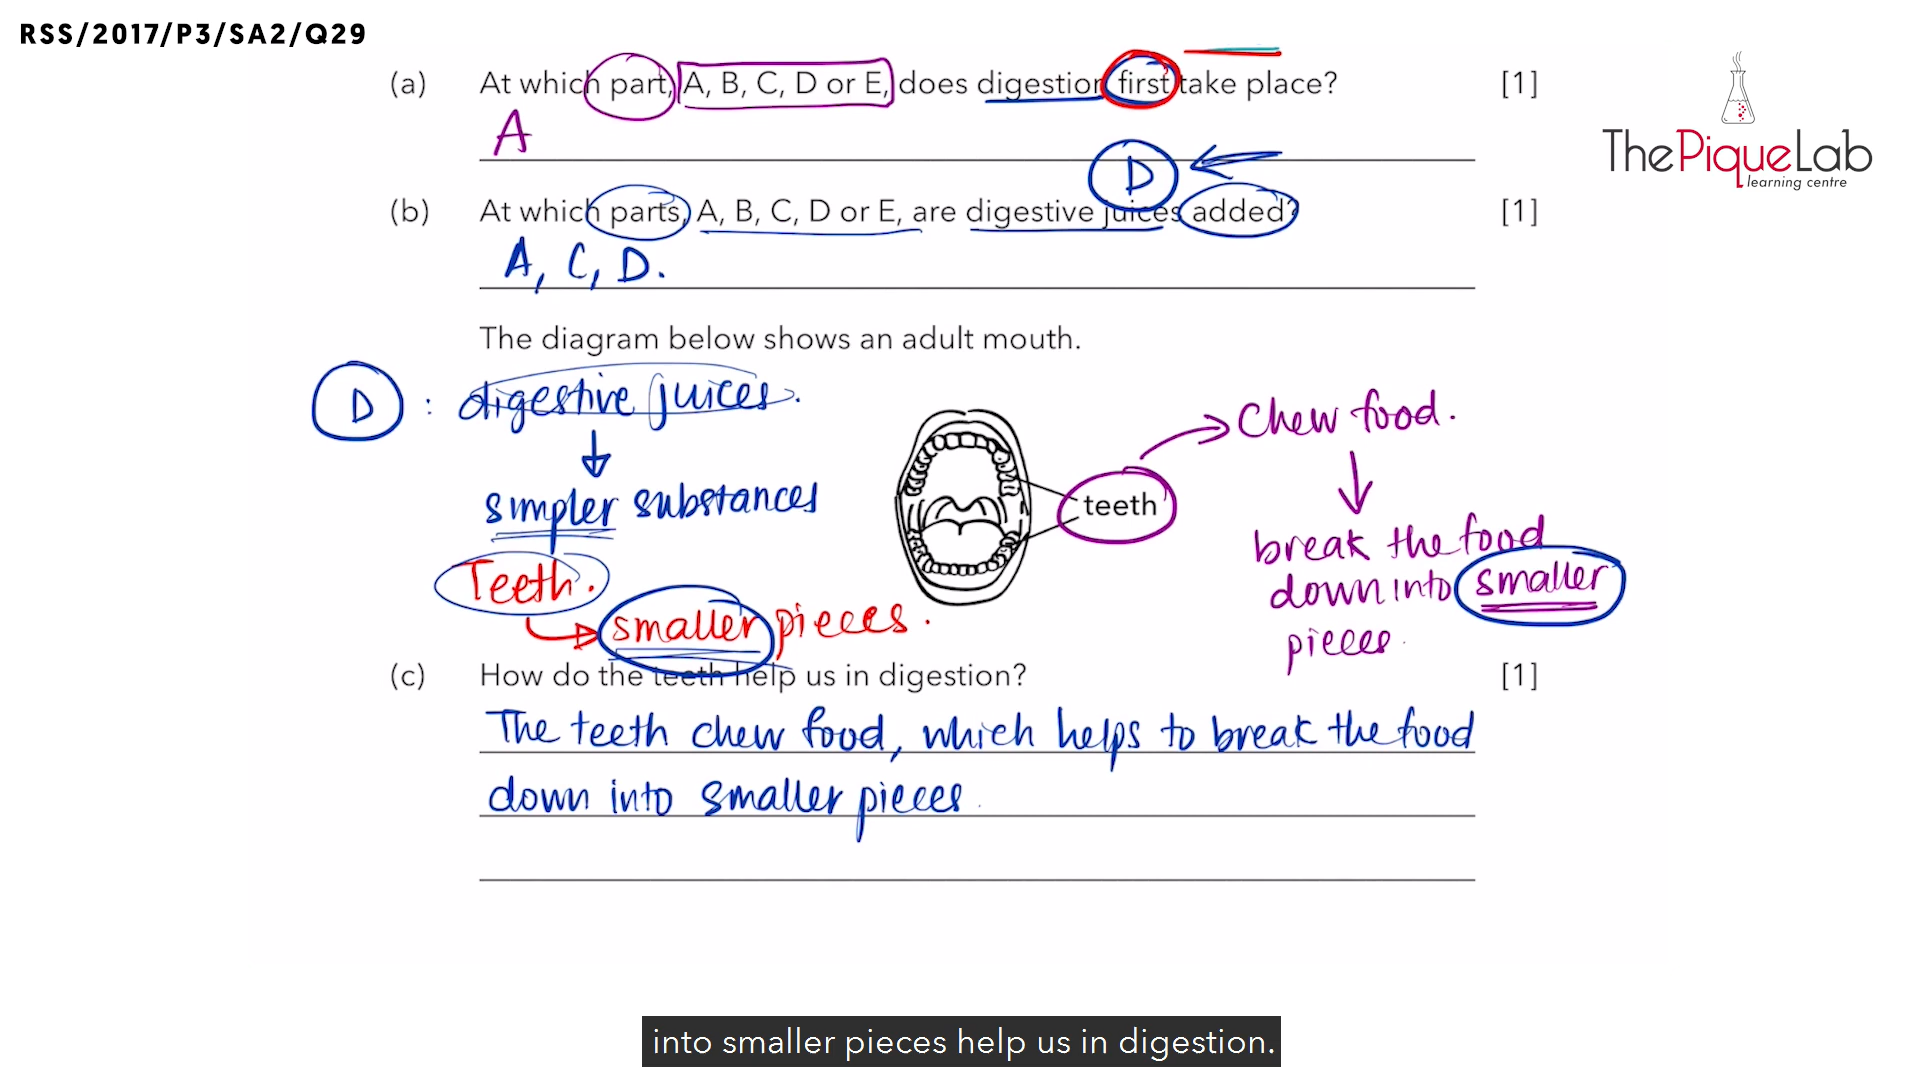 RSS/2017/P3/SA2/Q29
(a) At which part, A, B, C, D or E, does digestion first take place? [1]
A
ThePiqueLab
learning centre
D
(b) At which parts, A, B, C, D or E, are digestive juices added? [1]
A, C, D.
The diagram below shows an adult mouth.
D : digestive juices.
Chew food.
simpler substances
teeth
break the food
down into smaller
pieces.
Teeth.
smaller pieces.
(c) How do the teeth help us in digestion? [1]
The teeth chew food, which helps to break the food
down into smaller pieces.
into smaller pieces help us in digestion.